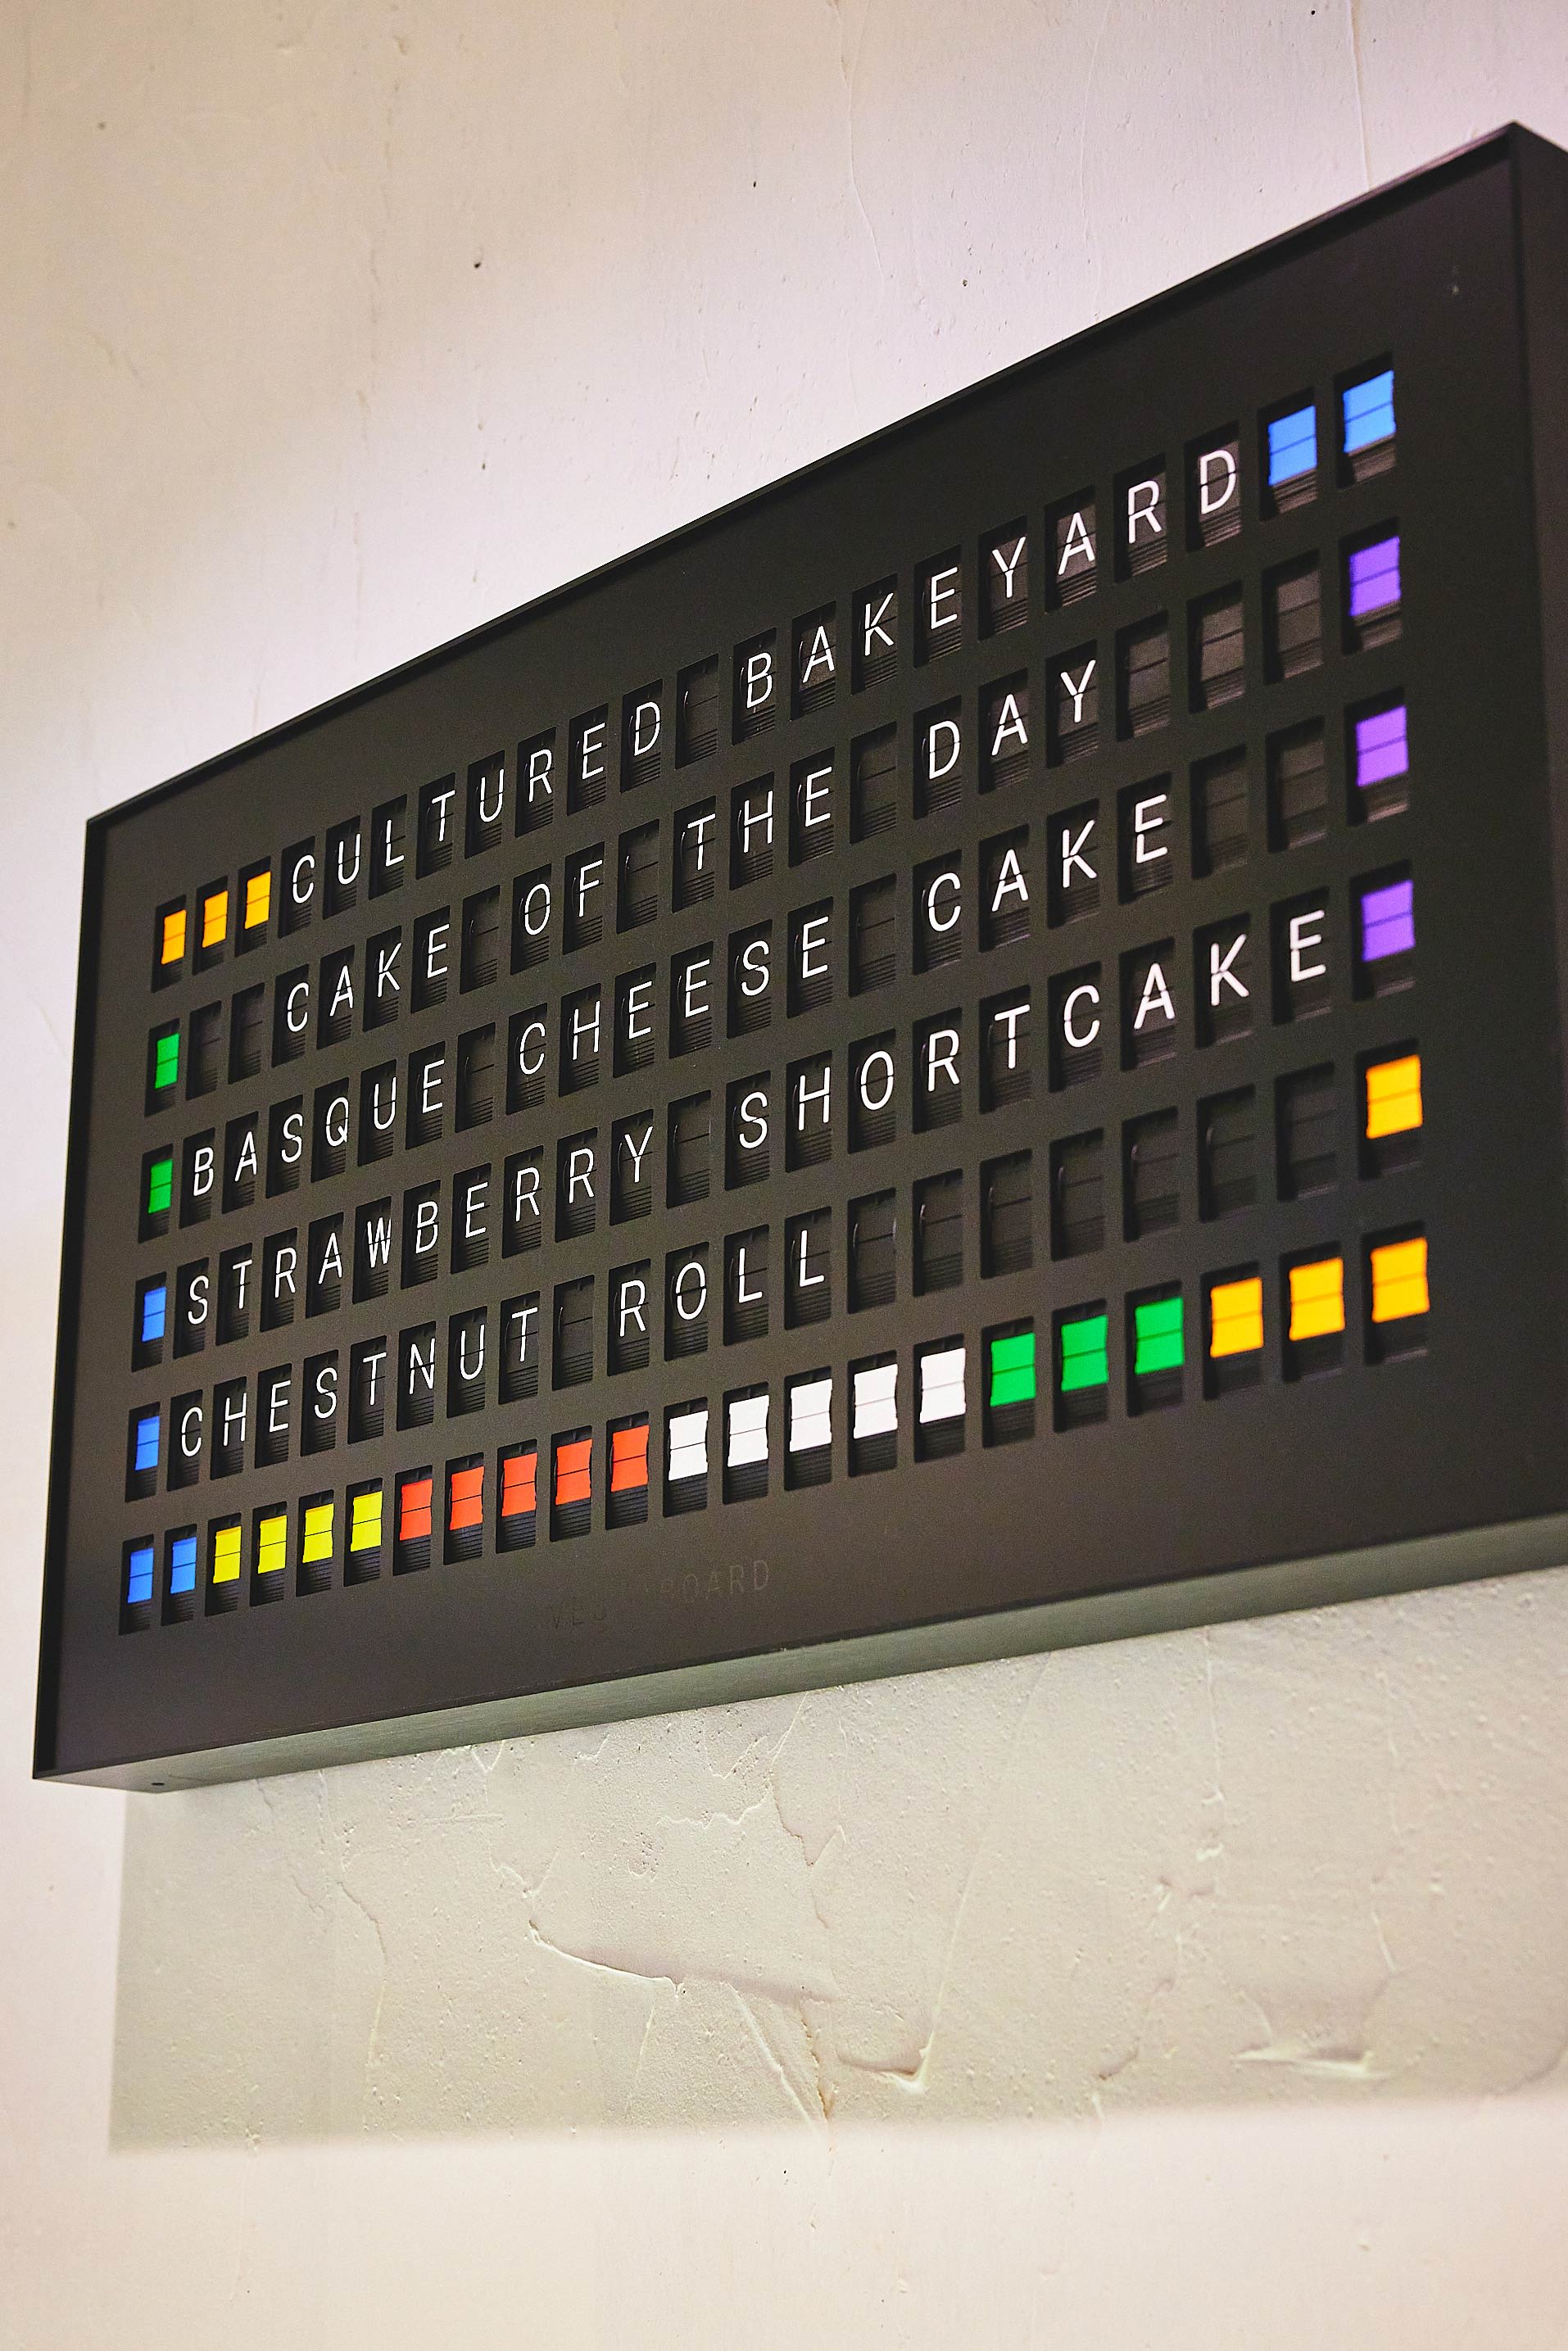 CULTURED BAKEYARD
CAKE OF THE DAY
BASQUE CHEESE CAKE
STRAWBERRY SHORTCAKE
CHESTNUT ROLL